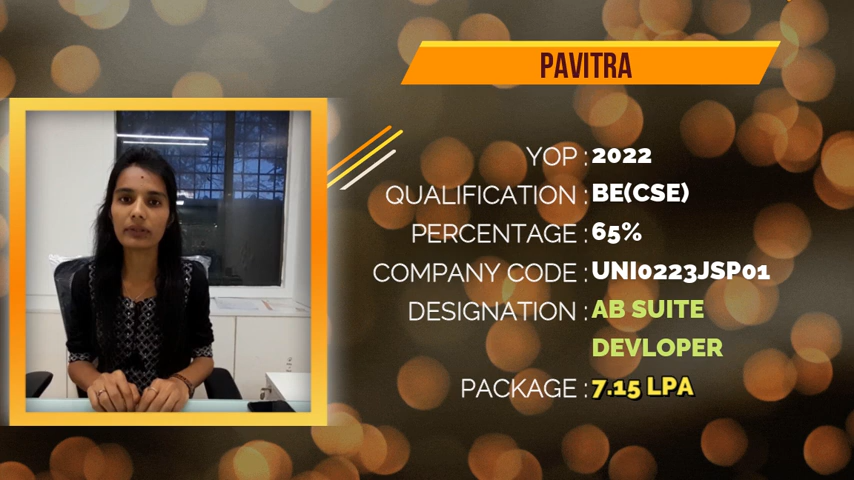 PAVITRA
YOP : 2022
QUALIFICATION : BE(CSE)
PERCENTAGE : 65%
COMPANY CODE : UNI0223JSP01
DESIGNATION : AB SUITE
DEVLOPER
PACKAGE : 7.15 LPA